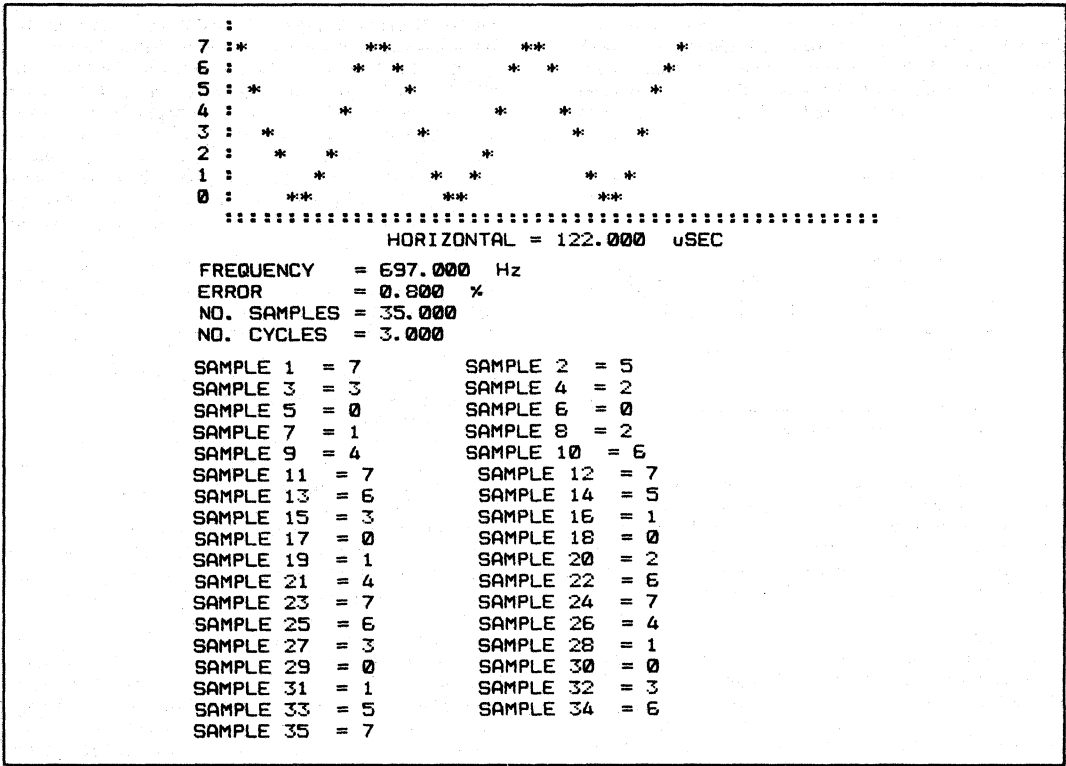 :
7 :*          **          **           *
6 :         *  *        *  *         *
5 : *           *                  *
4 :        *           *    *
3 :  *           *           *    *
2 :   *   *           *
1 :      *        *  *        *  *
0 :    **          **          **
:::::::::::::::::::::::::::::::::::::::::::::::::::
HORIZONTAL = 122.000 uSEC
FREQUENCY = 697.000 Hz
ERROR = 0.800 %
NO. SAMPLES = 35.000
NO. CYCLES = 3.000
SAMPLE 1 = 7 SAMPLE 2 = 5
SAMPLE 3 = 3 SAMPLE 4 = 2
SAMPLE 5 = 0 SAMPLE 6 = 0
SAMPLE 7 = 1 SAMPLE 8 = 2
SAMPLE 9 = 4 SAMPLE 10 = 6
SAMPLE 11 = 7 SAMPLE 12 = 7
SAMPLE 13 = 6 SAMPLE 14 = 5
SAMPLE 15 = 3 SAMPLE 16 = 1
SAMPLE 17 = 0 SAMPLE 18 = 0
SAMPLE 19 = 1 SAMPLE 20 = 2
SAMPLE 21 = 4 SAMPLE 22 = 6
SAMPLE 23 = 7 SAMPLE 24 = 7
SAMPLE 25 = 6 SAMPLE 26 = 4
SAMPLE 27 = 3 SAMPLE 28 = 1
SAMPLE 29 = 0 SAMPLE 30 = 0
SAMPLE 31 = 1 SAMPLE 32 = 3
SAMPLE 33 = 5 SAMPLE 34 = 6
SAMPLE 35 = 7